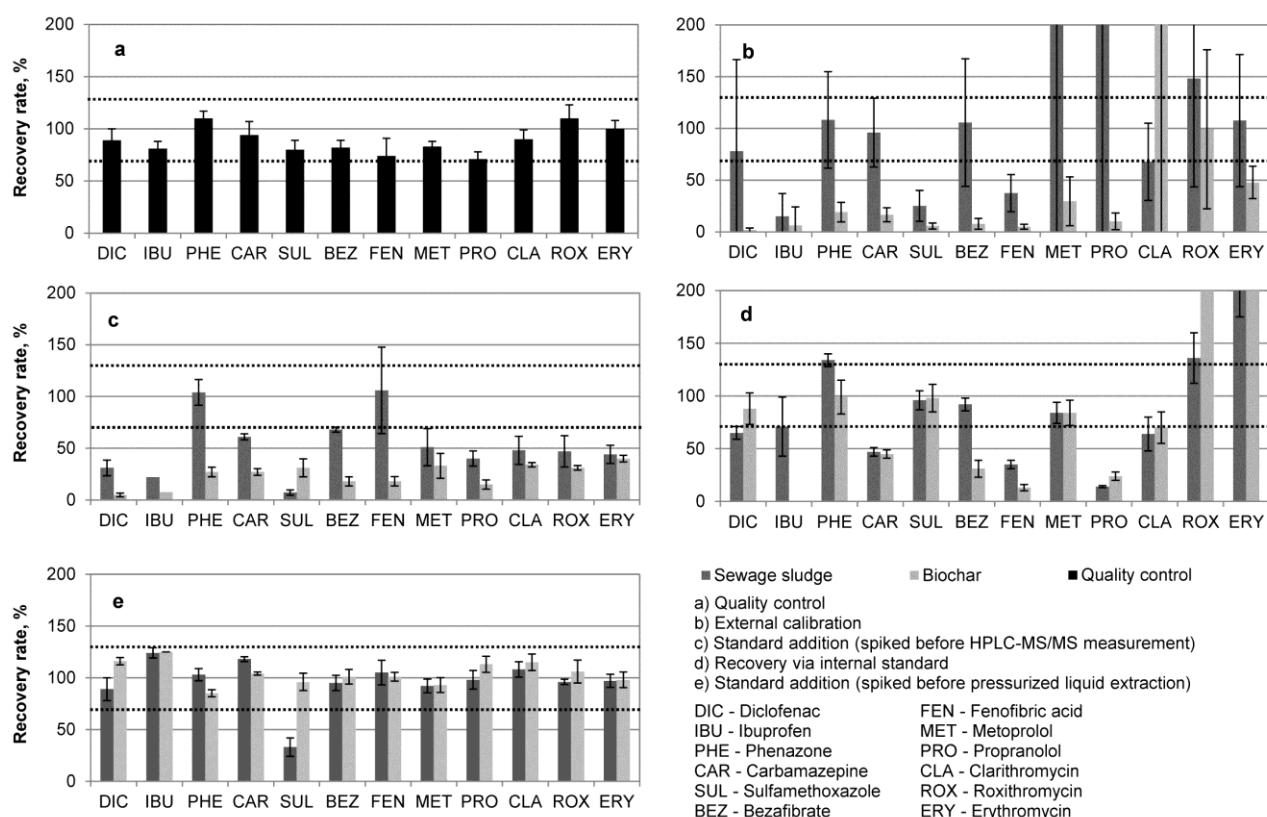 Recovery rate, %
200
150
100
50
0
a
DIC IBU PHE CAR SUL BEZ FEN MET PRO CLA ROX ERY
200
150
100
50
0
b
DIC IBU PHE CAR SUL BEZ FEN MET PRO CLA ROX ERY
Recovery rate, %
200
150
100
50
0
c
DIC IBU PHE CAR SUL BEZ FEN MET PRO CLA ROX ERY
200
150
100
50
0
d
DIC IBU PHE CAR SUL BEZ FEN MET PRO CLA ROX ERY
Recovery rate, %
200
150
100
50
0
e
DIC IBU PHE CAR SUL BEZ FEN MET PRO CLA ROX ERY
Sewage sludge Biochar Quality control
a) Quality control
b) External calibration
c) Standard addition (spiked before HPLC-MS/MS measurement)
d) Recovery via internal standard
e) Standard addition (spiked before pressurized liquid extraction)
DIC - Diclofenac FEN - Fenofibric acid
IBU - Ibuprofen MET - Metoprolol
PHE - Phenazone PRO - Propranolol
CAR - Carbamazepine CLA - Clarithromycin
SUL - Sulfamethoxazole ROX - Roxithromycin
BEZ - Bezafibrate ERY - Erythromycin